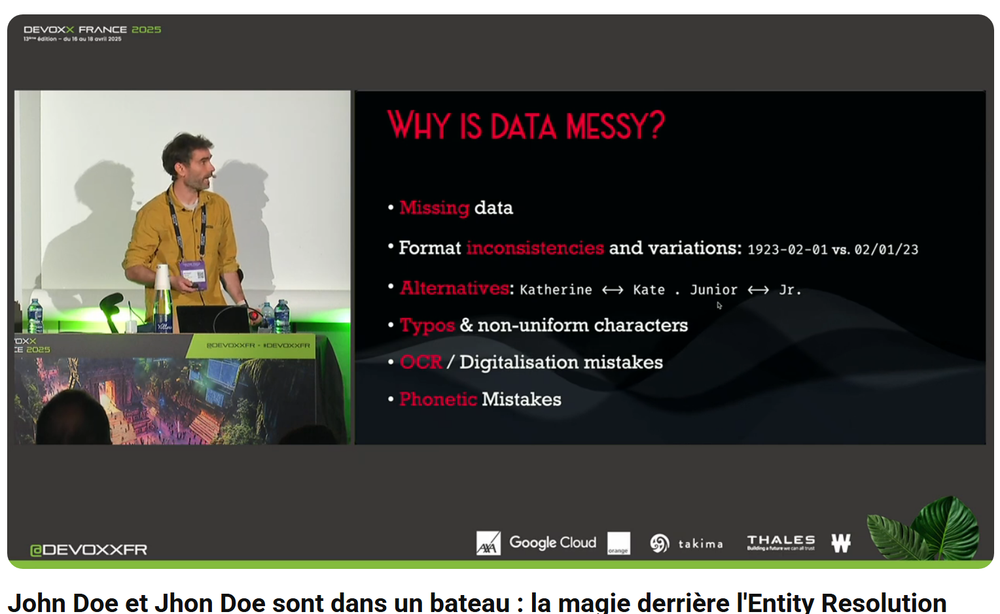 DEVOXX FRANCE 2025
13ème édition – du 16 au 18 avril 2025
WHY IS DATA MESSY?
• Missing data
• Format inconsistencies and variations: 1923-02-01 vs. 02/01/23
• Alternatives: Katherine <–> Kate . Junior <–> Jr.
• Typos & non-uniform characters
• OCR / Digitalisation mistakes
• Phonetic Mistakes
OXX
CE 2025
@DEVOXXFR - #DEVOXXFR
@DEVOXXFR
AXA
Google Cloud
orange
takima
THALES
Building a future we can all trust
W
John Doe et Jhon Doe sont dans un bateau : la magie derrière l'Entity Resolution